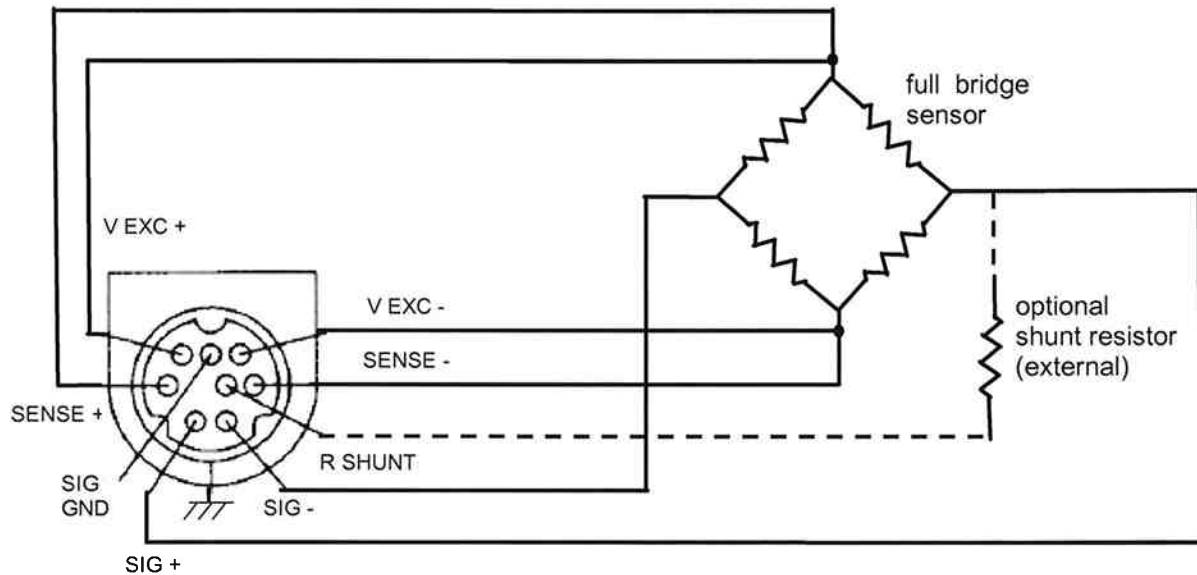 full bridge
sensor
V EXC +
V EXC -
optional
shunt resistor
(external)
SENSE -
SENSE +
R SHUNT
SIG
GND
SIG -
SIG +